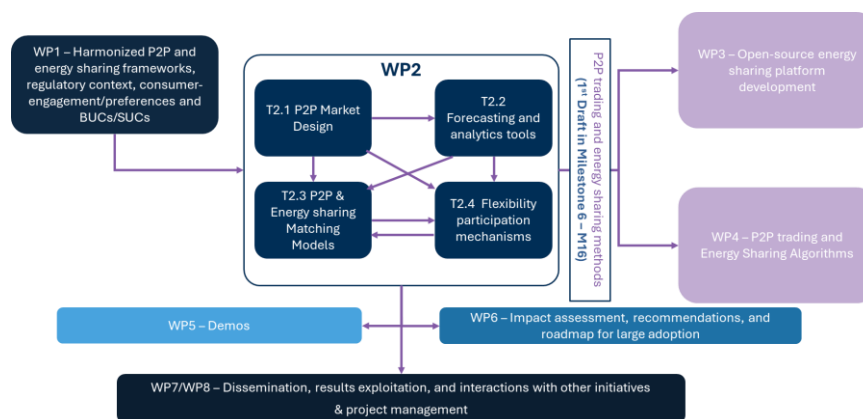 WP1 – Harmonized P2P and
energy sharing frameworks,
regulatory context, consumer-
engagement/preferences and
BUCs/SUCs
WP2
T2.1 P2P Market
Design
T2.2
Forecasting and
analytics tools
T2.3 P2P &
Energy sharing
Matching
Models
T2.4 Flexibility
participation
mechanisms
P2P trading and energy sharing methods
(1st Draft in Milestone 6 – M16)
WP3 – Open-source energy
sharing platform
development
WP4 – P2P trading and
Energy Sharing Algorithms
WP5 – Demos
WP6 – Impact assessment, recommendations, and
roadmap for large adoption
WP7/WP8 – Dissemination, results exploitation, and interactions with other initiatives
& project management